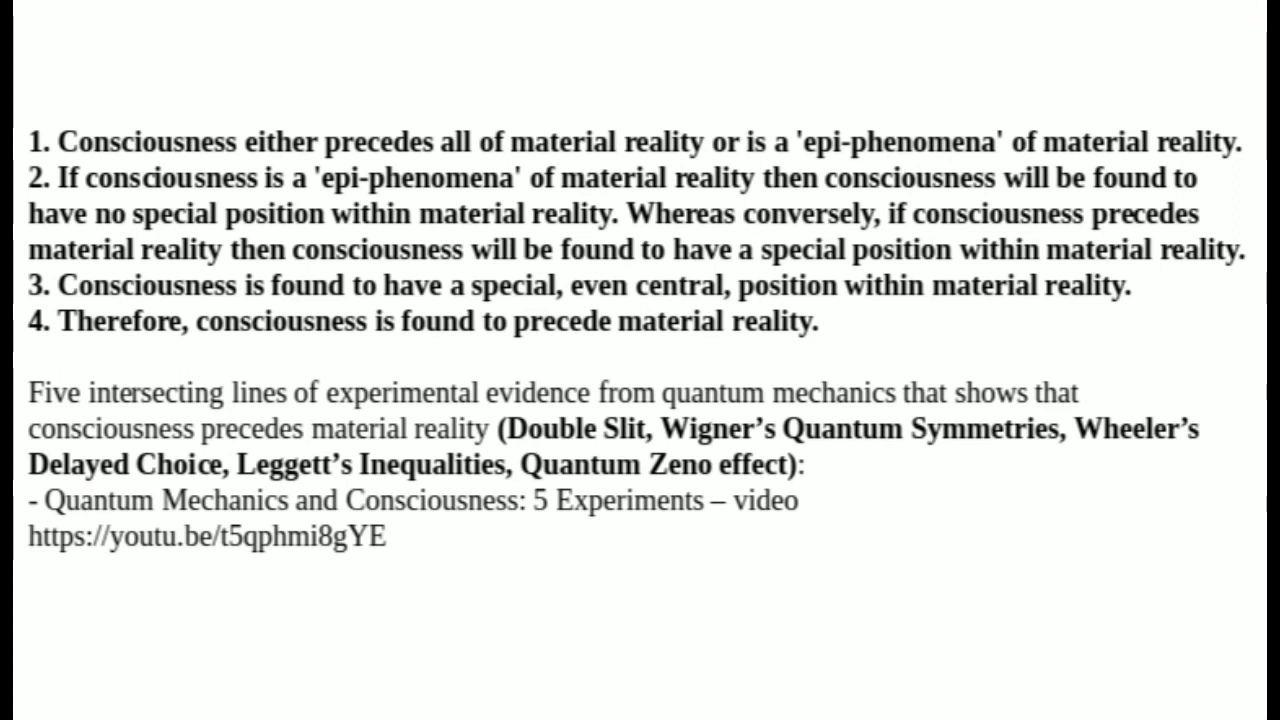 1. Consciousness either precedes all of material reality or is a 'epi-phenomena' of material reality.
2. If consciousness is a 'epi-phenomena' of material reality then consciousness will be found to
have no special position within material reality. Whereas conversely, if consciousness precedes
material reality then consciousness will be found to have a special position within material reality.
3. Consciousness is found to have a special, even central, position within material reality.
4. Therefore, consciousness is found to precede material reality.
Five intersecting lines of experimental evidence from quantum mechanics that shows that
consciousness precedes material reality (Double Slit, Wigner’s Quantum Symmetries, Wheeler’s
Delayed Choice, Leggett’s Inequalities, Quantum Zeno effect):
- Quantum Mechanics and Consciousness: 5 Experiments – video
https://youtu.be/t5qphmi8gYE